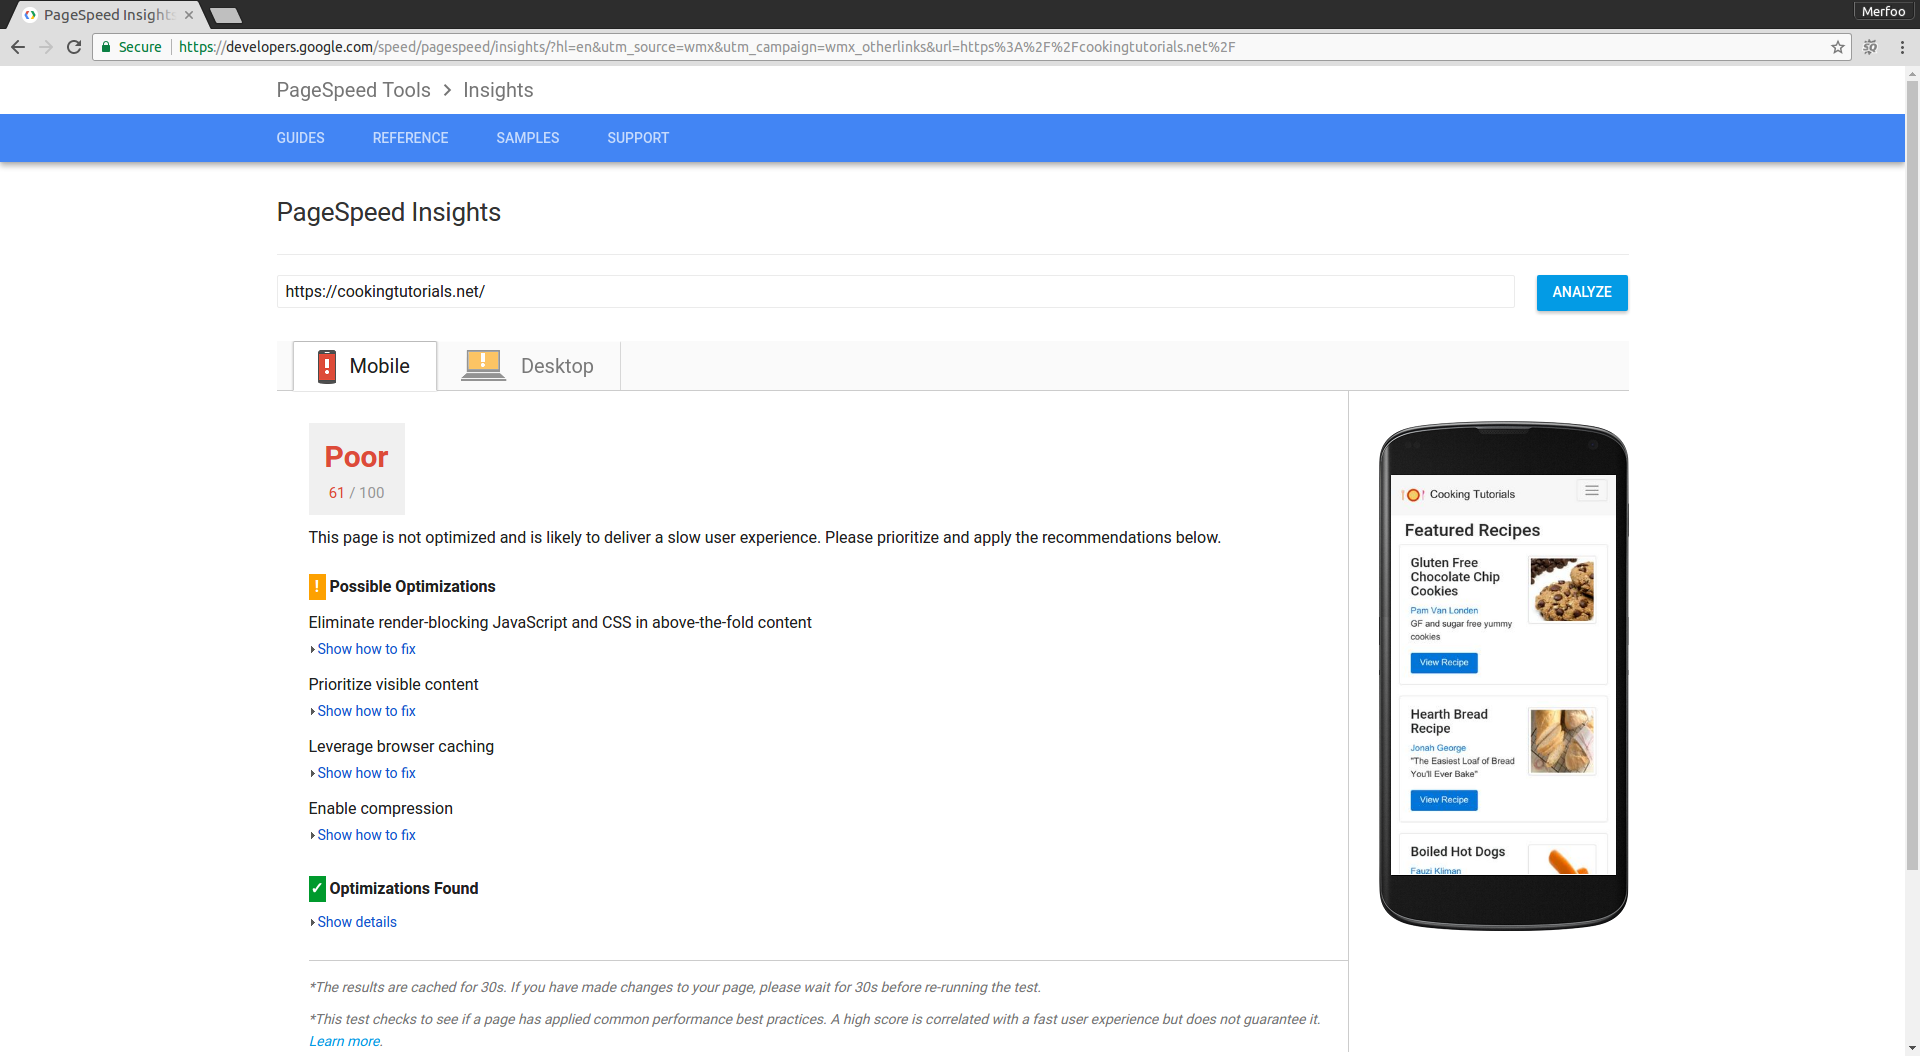 PageSpeed Insights
Merfoo
Secure
https://developers.google.com/speed/pagespeed/insights/?hl=en&utm_source=wmx&utm_campaign=wmx_otherlinks&url=https%3A%2F%2Fcookingtutorials.net%2F
PageSpeed Tools > Insights
GUIDES REFERENCE SAMPLES SUPPORT
PageSpeed Insights
https://cookingtutorials.net/
ANALYZE
Mobile
Desktop
Poor
61 / 100
This page is not optimized and is likely to deliver a slow user experience. Please prioritize and apply the recommendations below.
! Possible Optimizations
Eliminate render-blocking JavaScript and CSS in above-the-fold content
Show how to fix
Prioritize visible content
Show how to fix
Leverage browser caching
Show how to fix
Enable compression
Show how to fix
✓ Optimizations Found
Show details
*The results are cached for 30s. If you have made changes to your page, please wait for 30s before re-running the test.
*This test checks to see if a page has applied common performance best practices. A high score is correlated with a fast user experience but does not guarantee it.
Learn more.
Cooking Tutorials
Featured Recipes
Gluten Free
Chocolate Chip
Cookies
Pam Van Londen
GF and sugar free yummy
cookies
View Recipe
Hearth Bread
Recipe
Jonah George
"The Easiest Loaf of Bread
You'll Ever Bake"
View Recipe
Boiled Hot Dogs
Fauzi Kliman